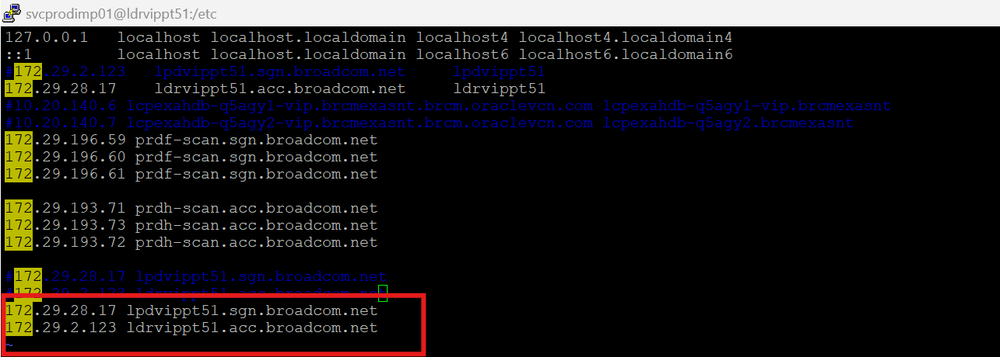 svcprodimp01@ldrvippt51:/etc
127.0.0.1   localhost localhost.localdomain localhost4 localhost4.localdomain4
::1         localhost localhost.localdomain localhost6 localhost6.localdomain6
#172.29.2.123   lpdvippt51.sgn.broadcom.net     lpdvippt51
172.29.28.17    ldrvippt51.acc.broadcom.net     ldrvippt51
#10.20.140.6 lcpexahdb-q5agy1-vip.brcmexasnt.brcm.oraclevcn.com lcpexahdb-q5agy1-vip.brcmexasnt
#10.20.140.7 lcpexahdb-q5agy2-vip.brcmexasnt.brcm.oraclevcn.com lcpexahdb-q5agy2.brcmexasnt
172.29.196.59 prdf-scan.sgn.broadcom.net
172.29.196.60 prdf-scan.sgn.broadcom.net
172.29.196.61 prdf-scan.sgn.broadcom.net
172.29.193.71 prdh-scan.acc.broadcom.net
172.29.193.73 prdh-scan.acc.broadcom.net
172.29.193.72 prdh-scan.acc.broadcom.net
#172.29.28.17 lpdvippt51.sgn.broadcom.net
#172.29.2.123 ldrvippt51.acc.broadcom.ne
172.29.28.17 lpdvippt51.sgn.broadcom.net
172.29.2.123 ldrvippt51.acc.broadcom.net
~